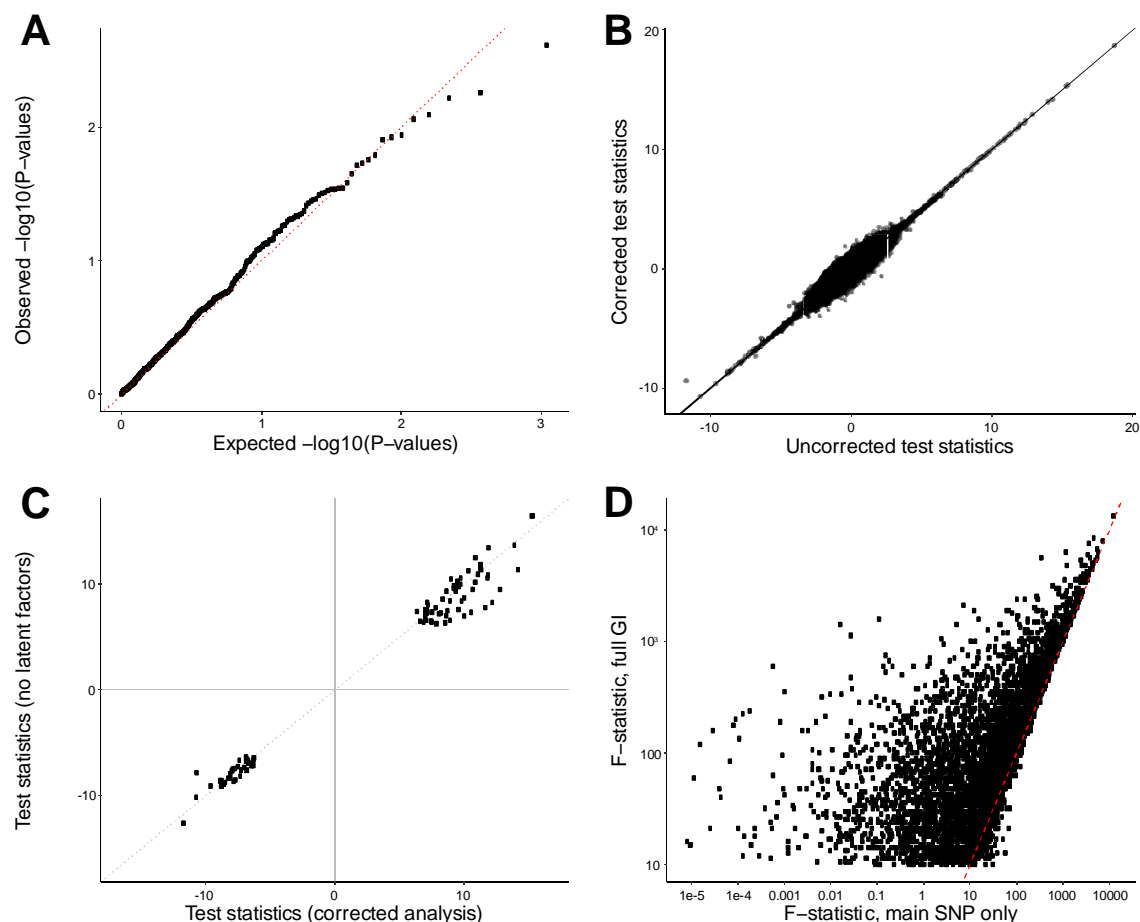 A
Observed –log10(P–values)
2
1
0
0
1
2
3
Expected –log10(P–values)
B
Corrected test statistics
20
10
0
-10
-10
0
10
20
Uncorrected test statistics
C
Test statistics (no latent factors)
10
0
-10
-10
0
10
Test statistics (corrected analysis)
D
F–statistic, full GI
10⁴
10³
100
10
1e-5
1e-4
0.001
0.01
0.1
1
10
100
1000
10000
F–statistic, main SNP only